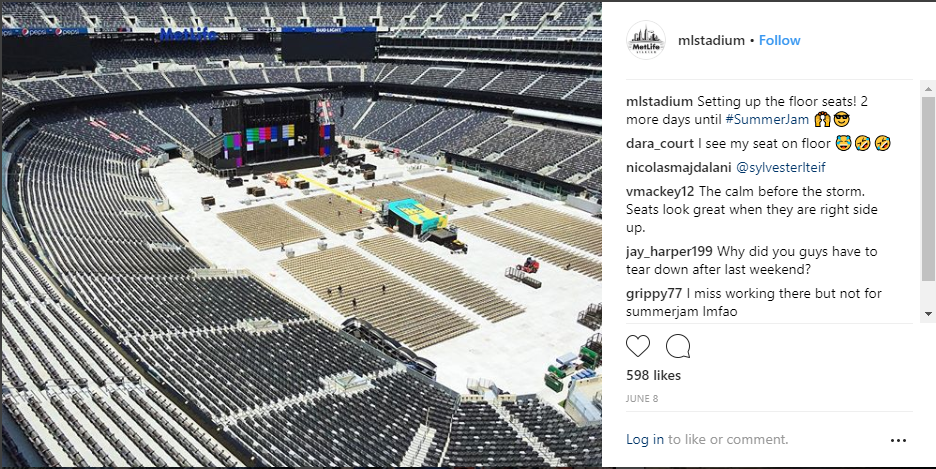 pepsi pepsi
MetLife
BUD LIGHT
MetLife
STADIUM
mlstadium • Follow
mlstadium Setting up the floor seats! 2
more days until #SummerJam 🙌😎
dara_court I see my seat on floor 😅🤣🤣
nicolasmajdalani @sylvesterlteif
vmackey12 The calm before the storm.
Seats look great when they are right side
up.
jay_harper199 Why did you guys have to
tear down after last weekend?
grippy77 I miss working there but not for
summerjam lmfao
598 likes
JUNE 8
Log in to like or comment.